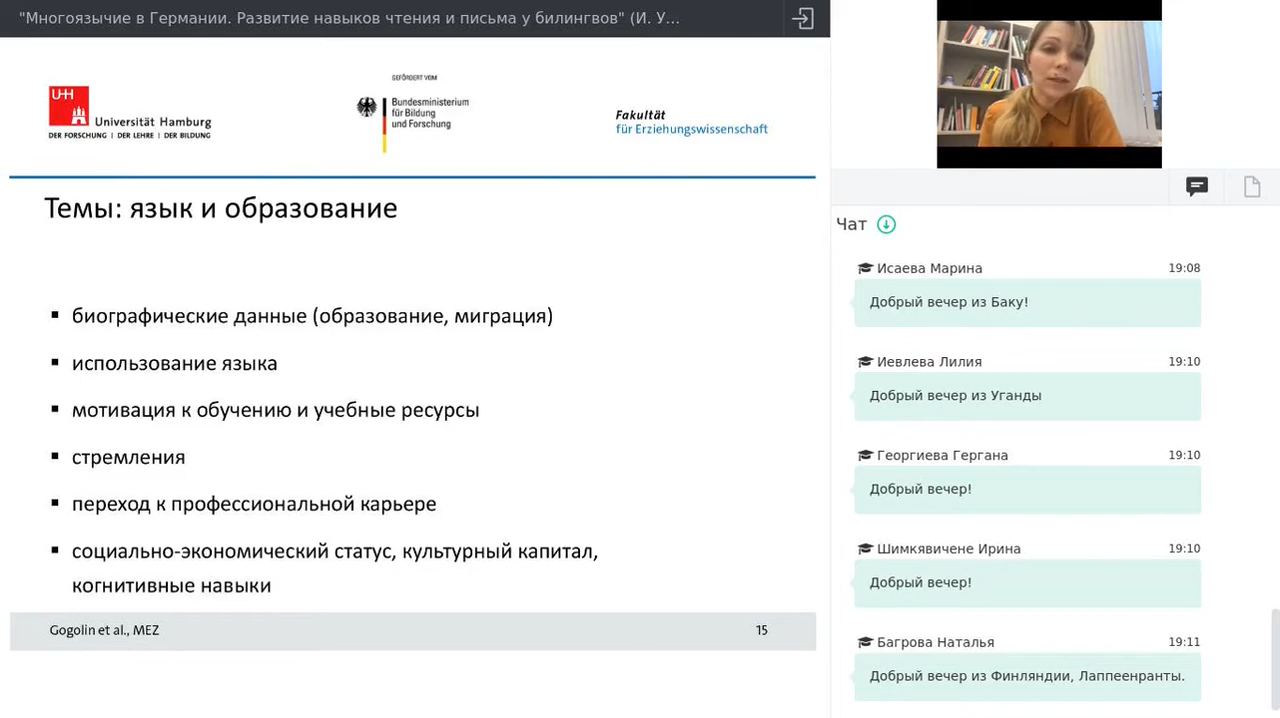 "Многоязычие в Германии. Развитие навыков чтения и письма у билингвов" (И. У...
UH
Universität Hamburg
DER FORSCHUNG | DER LEHRE | DER BILDUNG
GEFÖRDERT VOM
Bundesministerium
für Bildung
und Forschung
Fakultät
für Erziehungswissenschaft
Темы: язык и образование
▪ биографические данные (образование, миграция)
▪ использование языка
▪ мотивация к обучению и учебные ресурсы
▪ стремления
▪ переход к профессиональной карьере
▪ социально-экономический статус, культурный капитал,
когнитивные навыки
Gogolin et al., MEZ 15
Чат
Исаева Марина 19:08
Добрый вечер из Баку!
Иевлева Лилия 19:10
Добрый вечер из Уганды
Георгиева Гергана 19:10
Добрый вечер!
Шимкявичене Ирина 19:10
Добрый вечер!
Багрова Наталья 19:11
Добрый вечер из Финляндии, Лаппеенранты.